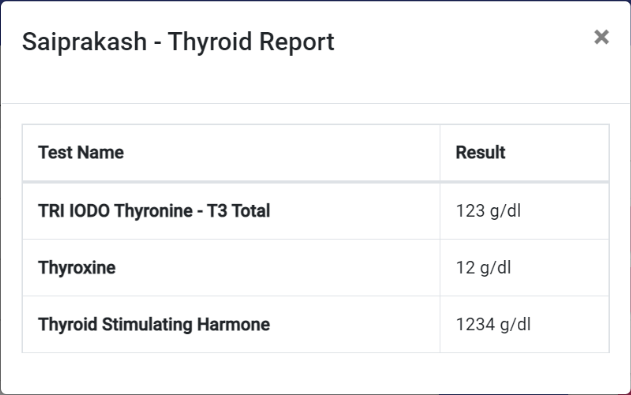 Saiprakash - Thyroid Report
×
Test Name Result
TRI IODO Thyronine - T3 Total 123 g/dl
Thyroxine 12 g/dl
Thyroid Stimulating Harmone 1234 g/dl